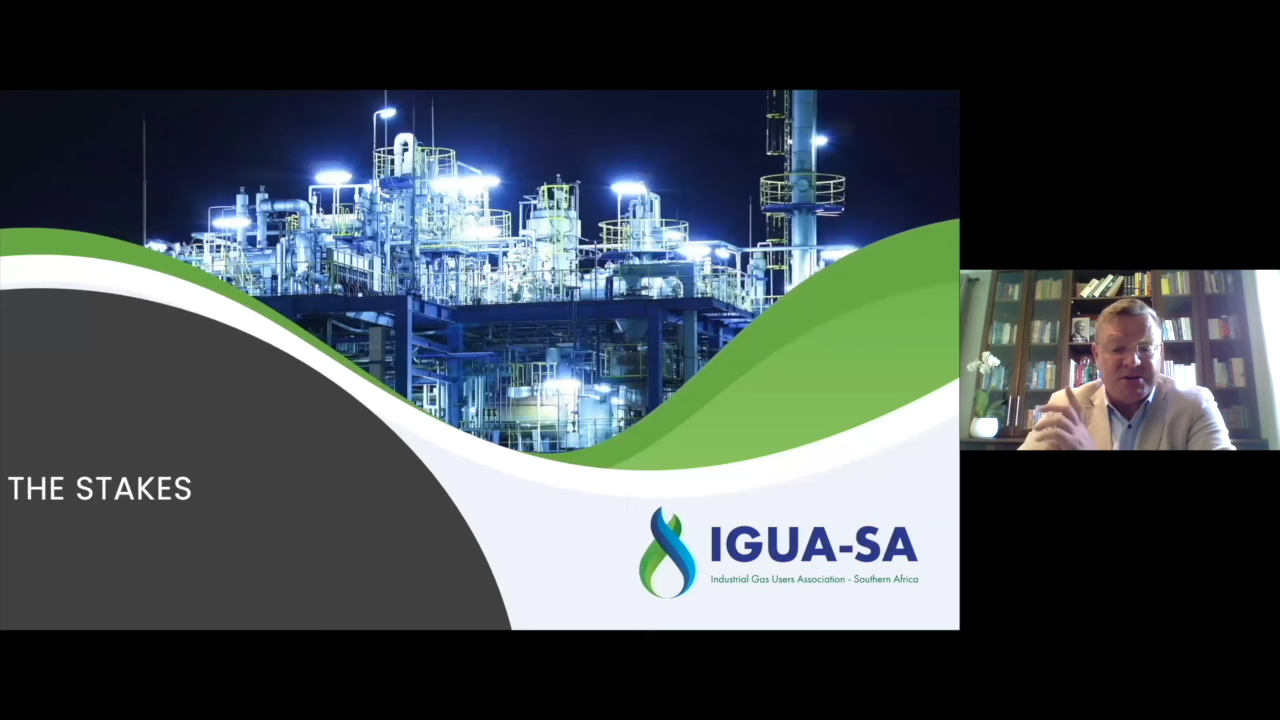 THE STAKES
IGUA-SA
Industrial Gas Users Association - Southern Africa